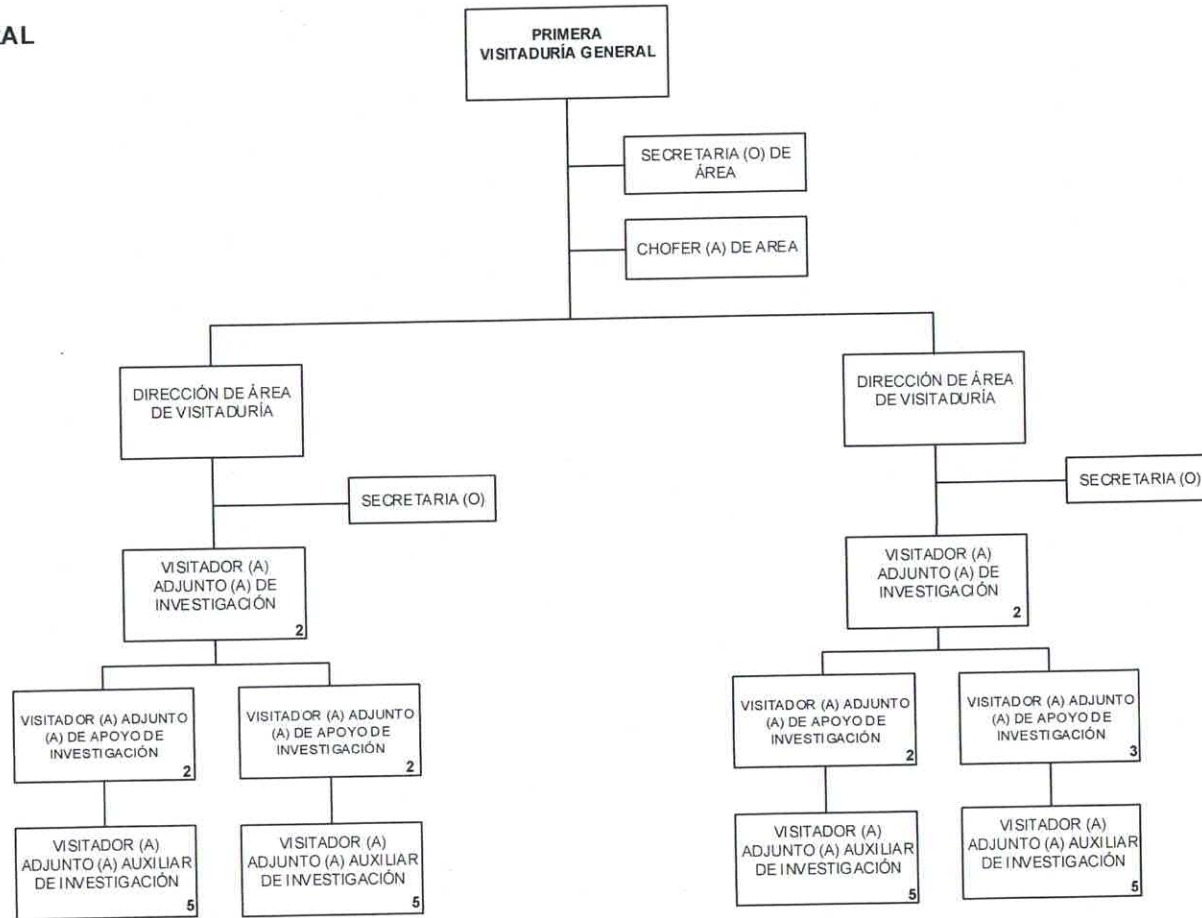 PRIMERA
VISITADURÍA GENERAL
SECRETARIA (O) DE
ÁREA
CHOFER (A) DE AREA
DIRECCIÓN DE ÁREA
DE VISITADURÍA
DIRECCIÓN DE ÁREA
DE VISITADURÍA
SECRETARIA (O)
SECRETARIA (O)
VISITADOR (A)
ADJUNTO (A) DE
INVESTIGACIÓN
2
VISITADOR (A)
ADJUNTO (A) DE
INVESTIGACIÓN
2
VISITADOR (A) ADJUNTO
(A) DE APOYO DE
INVESTIGACIÓN
2
VISITADOR (A) ADJUNTO
(A) DE APOYO DE
INVESTIGACIÓN
2
VISITADOR (A) ADJUNTO
(A) DE APOYO DE
INVESTIGACIÓN
2
VISITADOR (A) ADJUNTO
(A) DE APOYO DE
INVESTIGACIÓN
3
VISITADOR (A)
ADJUNTO (A) AUXILIAR
DE INVESTIGACIÓN
5
VISITADOR (A)
ADJUNTO (A) AUXILIAR
DE INVESTIGACIÓN
5
VISITADOR (A)
ADJUNTO (A) AUXILIAR
DE INVESTIGACIÓN
5
VISITADOR (A)
ADJUNTO (A) AUXILIAR
DE INVESTIGACIÓN
5